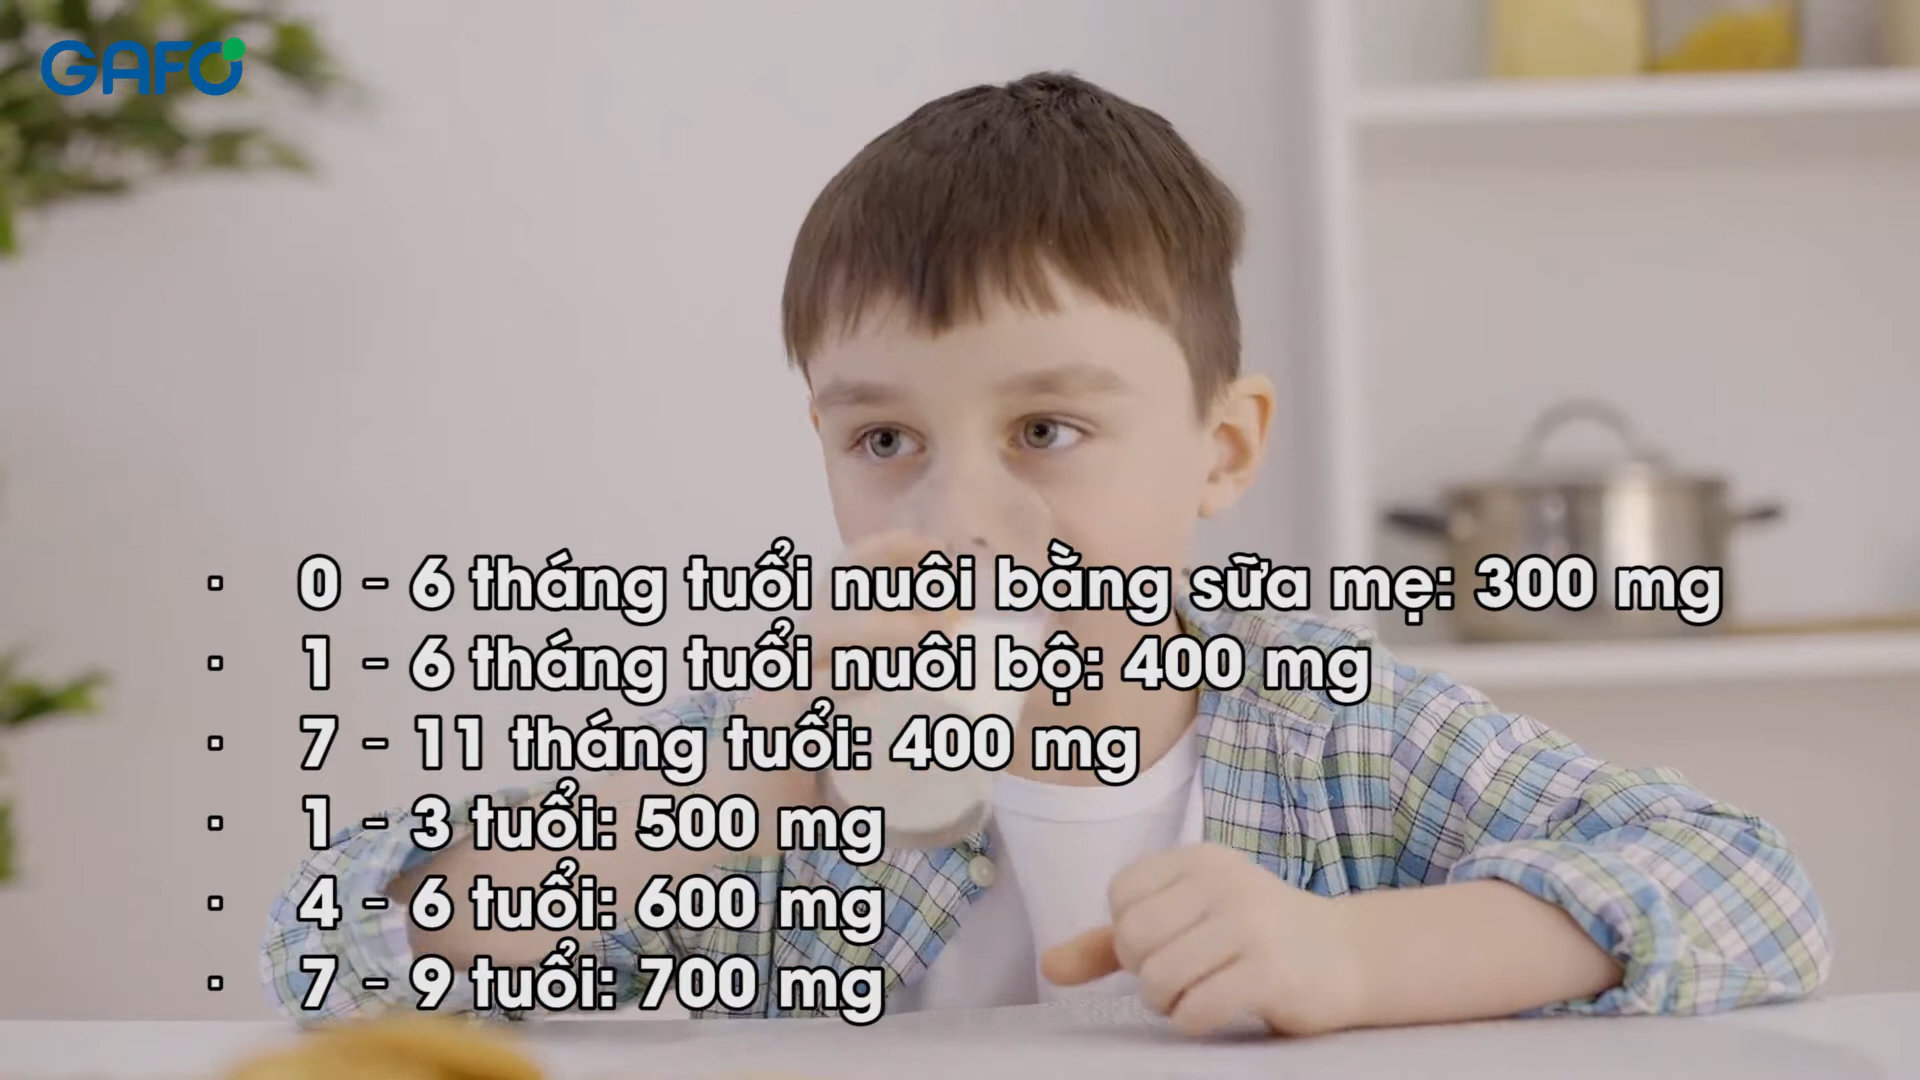 GAFO
▫ 0 - 6 tháng tuổi nuôi bằng sữa mẹ: 300 mg
▫ 1 - 6 tháng tuổi nuôi bộ: 400 mg
▫ 7 - 11 tháng tuổi: 400 mg
▫ 1 - 3 tuổi: 500 mg
▫ 4 - 6 tuổi: 600 mg
▫ 7 - 9 tuổi: 700 mg